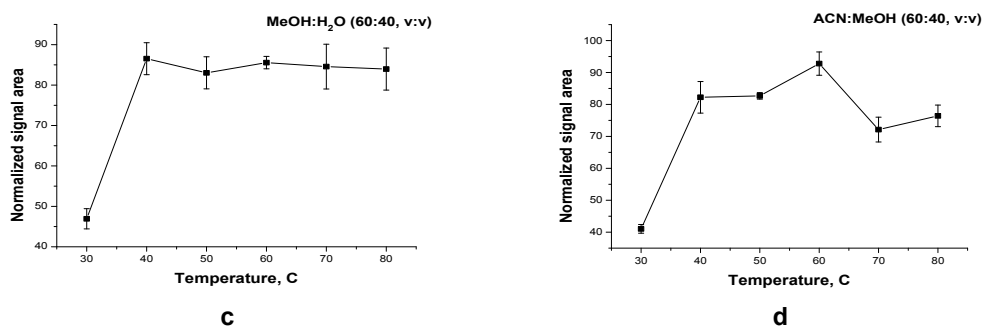 MeOH:H₂O (60:40, v:v)
Normalized signal area
90
80
70
60
50
40
30 40 50 60 70 80
Temperature, C
c
ACN:MeOH (60:40, v:v)
Normalized signal area
100
90
80
70
60
50
40
30 40 50 60 70 80
Temperature, C
d